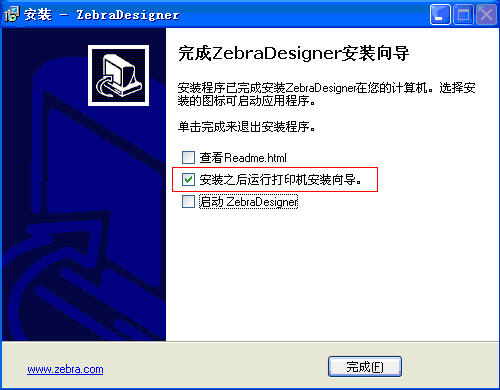 安装 - ZebraDesigner
完成ZebraDesigner安装向导
安装程序已完成安装ZebraDesigner在您的计算机。选择安
装的图标可启动应用程序。
单击完成来退出安装程序。
查看Readme.html
安装之后运行打印机安装向导。
启动 ZebraDesigner
www.zebra.com
完成(F)